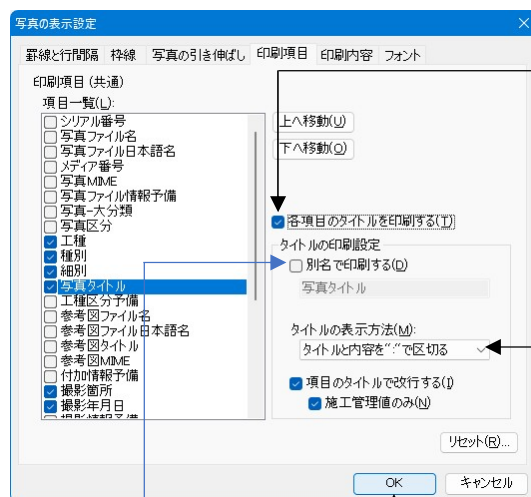 写真の表示設定
罫線と行間隔 枠線 写真の引き伸ばし 印刷項目 印刷内容 フォント
印刷項目 (共通)
項目一覧(L):
シリアル番号
写真ファイル名
写真ファイル日本語名
メディア番号
写真MIME
写真ファイル情報予備
写真-大分類
写真区分
工種
種別
細別
写真タイトル
工種区分予備
参考図ファイル名
参考図ファイル日本語名
参考図タイトル
参考図MIME
付加情報予備
撮影箇所
撮影年月日
上へ移動(U)
下へ移動(O)
各項目のタイトルを印刷する(T)
タイトルの印刷設定
別名で印刷する(D)
写真タイトル
タイトルの表示方法(M):
タイトルと内容を":"で区切る
項目のタイトルで改行する(I)
施工管理値のみ(N)
リセット(R)...
OK
キャンセル